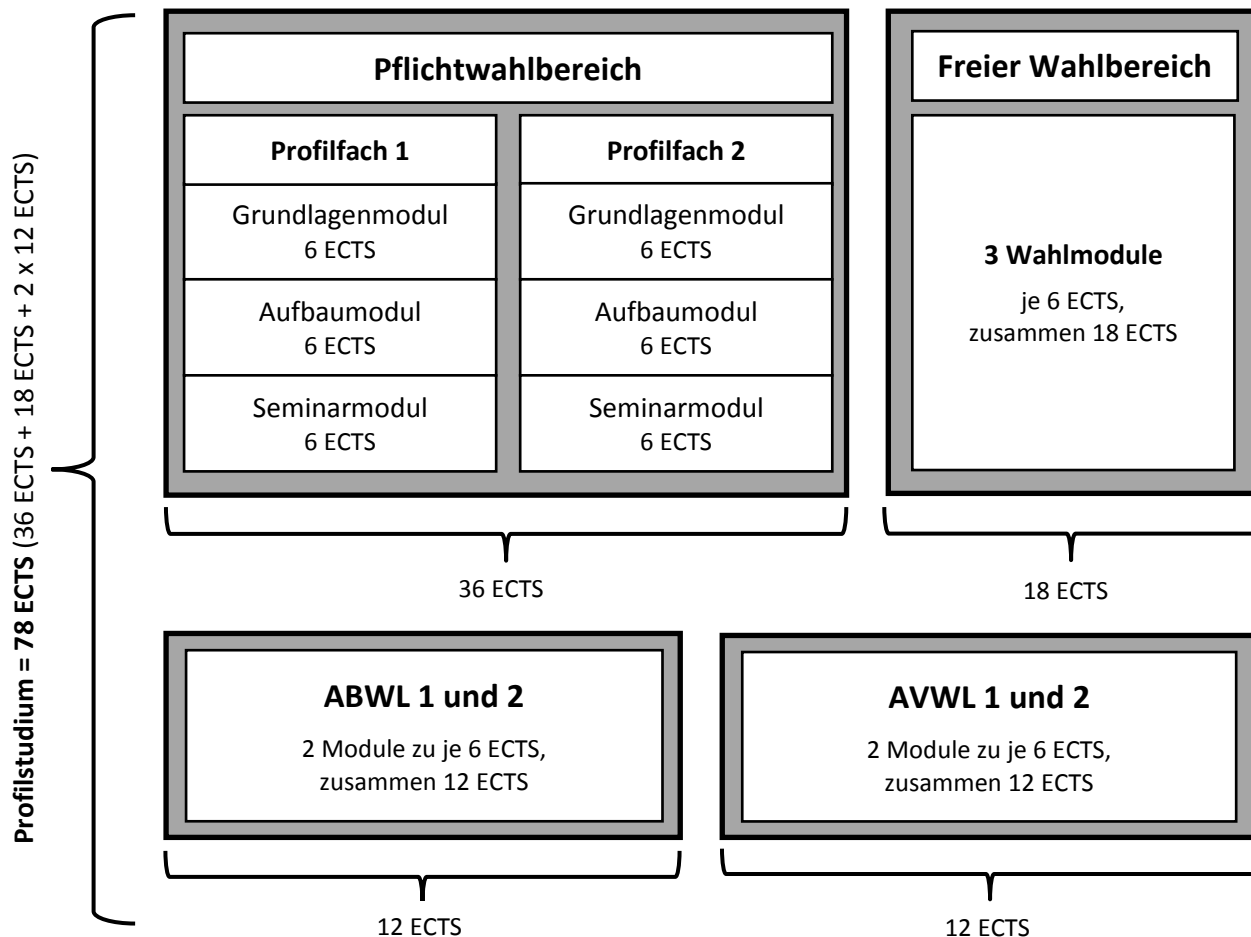 Profilstudium = 78 ECTS (36 ECTS + 18 ECTS + 2 x 12 ECTS)
Pflichtwahlbereich
Profilfach 1
Grundlagenmodul
6 ECTS
Aufbaumodul
6 ECTS
Seminarmodul
6 ECTS
Profilfach 2
Grundlagenmodul
6 ECTS
Aufbaumodul
6 ECTS
Seminarmodul
6 ECTS
36 ECTS
Freier Wahlbereich
3 Wahlmodule
je 6 ECTS,
zusammen 18 ECTS
18 ECTS
ABWL 1 und 2
2 Module zu je 6 ECTS,
zusammen 12 ECTS
12 ECTS
AVWL 1 und 2
2 Module zu je 6 ECTS,
zusammen 12 ECTS
12 ECTS